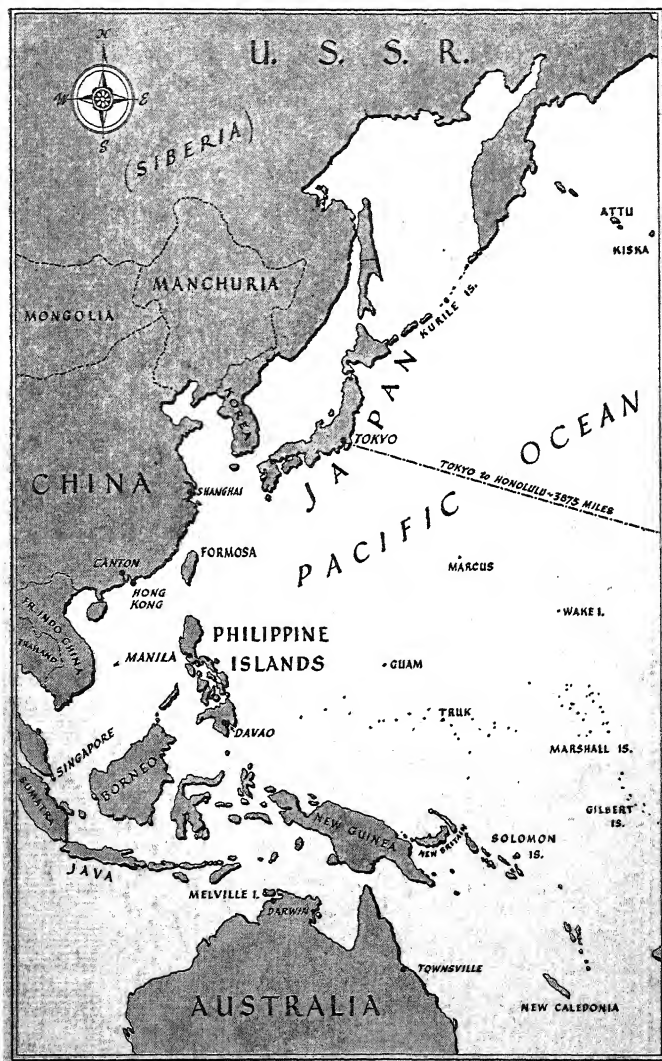 N
W E
S
U. S. S. R.
(SIBERIA)
ATTU
KISKA
MANCHURIA
MONGOLIA
KURILE IS.
KOREA
JAPAN
TOKYO
PACIFIC OCEAN
TOKYO to HONOLULU-3873 MILES
CHINA
SHANGHAI
FORMOSA
MARCUS
CANTON
HONG
KONG
FR. INDO CHINA
THAILAND
WAKE I.
PHILIPPINE
ISLANDS
MANILA
GUAM
TRUK
DAVAO
MARSHALL IS.
SINGAPORE
BORNEO
SUMATRA
GILBERT
IS.
NEW GUINEA
NEW BRITAIN
SOLOMON
IS.
JAVA
MELVILLE I.
DARWIN
TOWNSVILLE
AUSTRALIA
NEW CALEDONIA